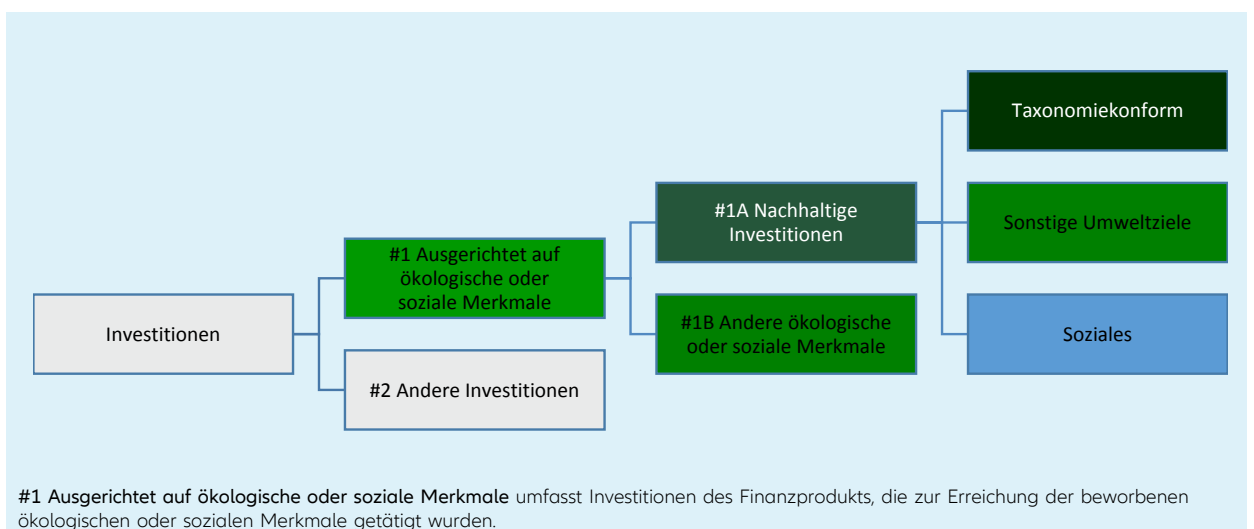 Taxonomiekonform
#1A Nachhaltige
Investitionen
Sonstige Umweltziele
#1 Ausgerichtet auf
ökologische oder
soziale Merkmale
Investitionen
#1B Andere ökologische
oder soziale Merkmale
Soziales
#2 Andere Investitionen
#1 Ausgerichtet auf ökologische oder soziale Merkmale umfasst Investitionen des Finanzprodukts, die zur Erreichung der beworbenen
ökologischen oder sozialen Merkmale getätigt wurden.